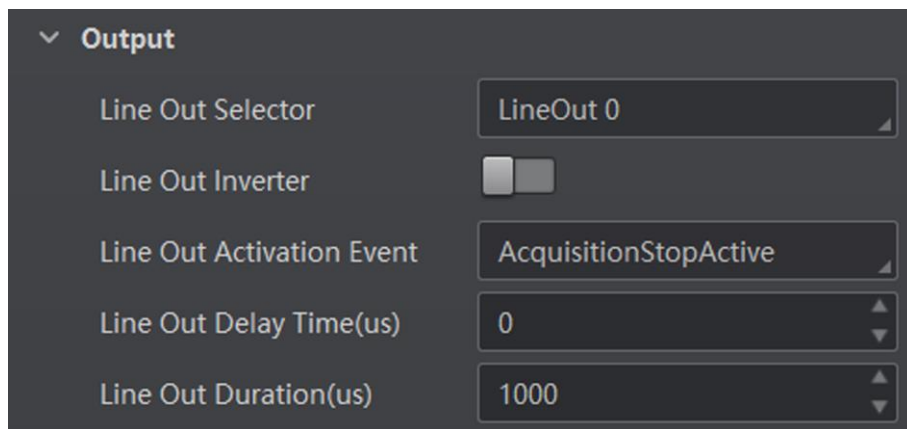 Output
Line Out Selector LineOut 0
Line Out Inverter
Line Out Activation Event AcquisitionStopActive
Line Out Delay Time(us) 0
Line Out Duration(us) 1000